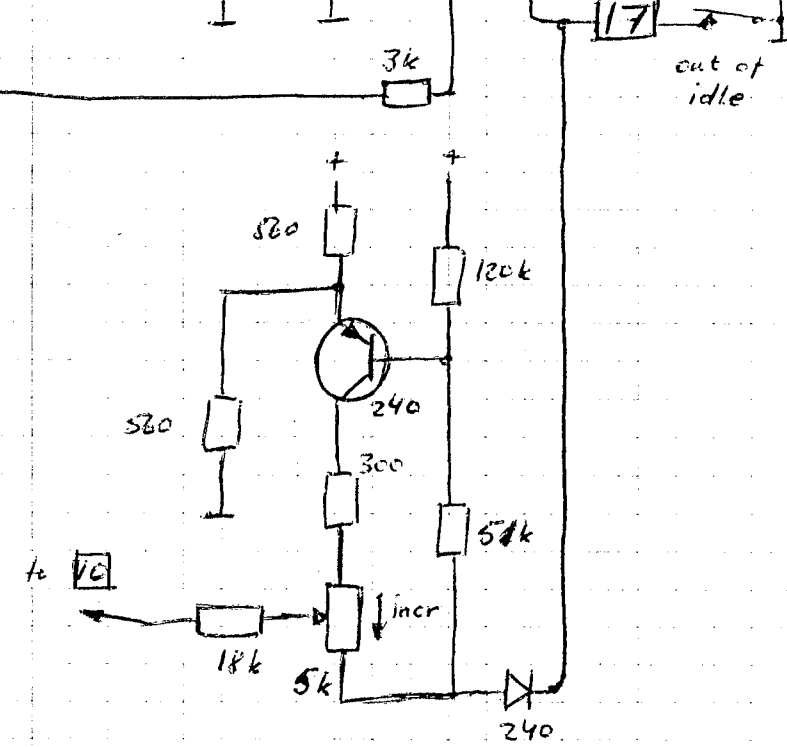 17
3k
out of
idle
+ +
560
120k
240
560
300
51k
to 10
incr
18k
5k
240